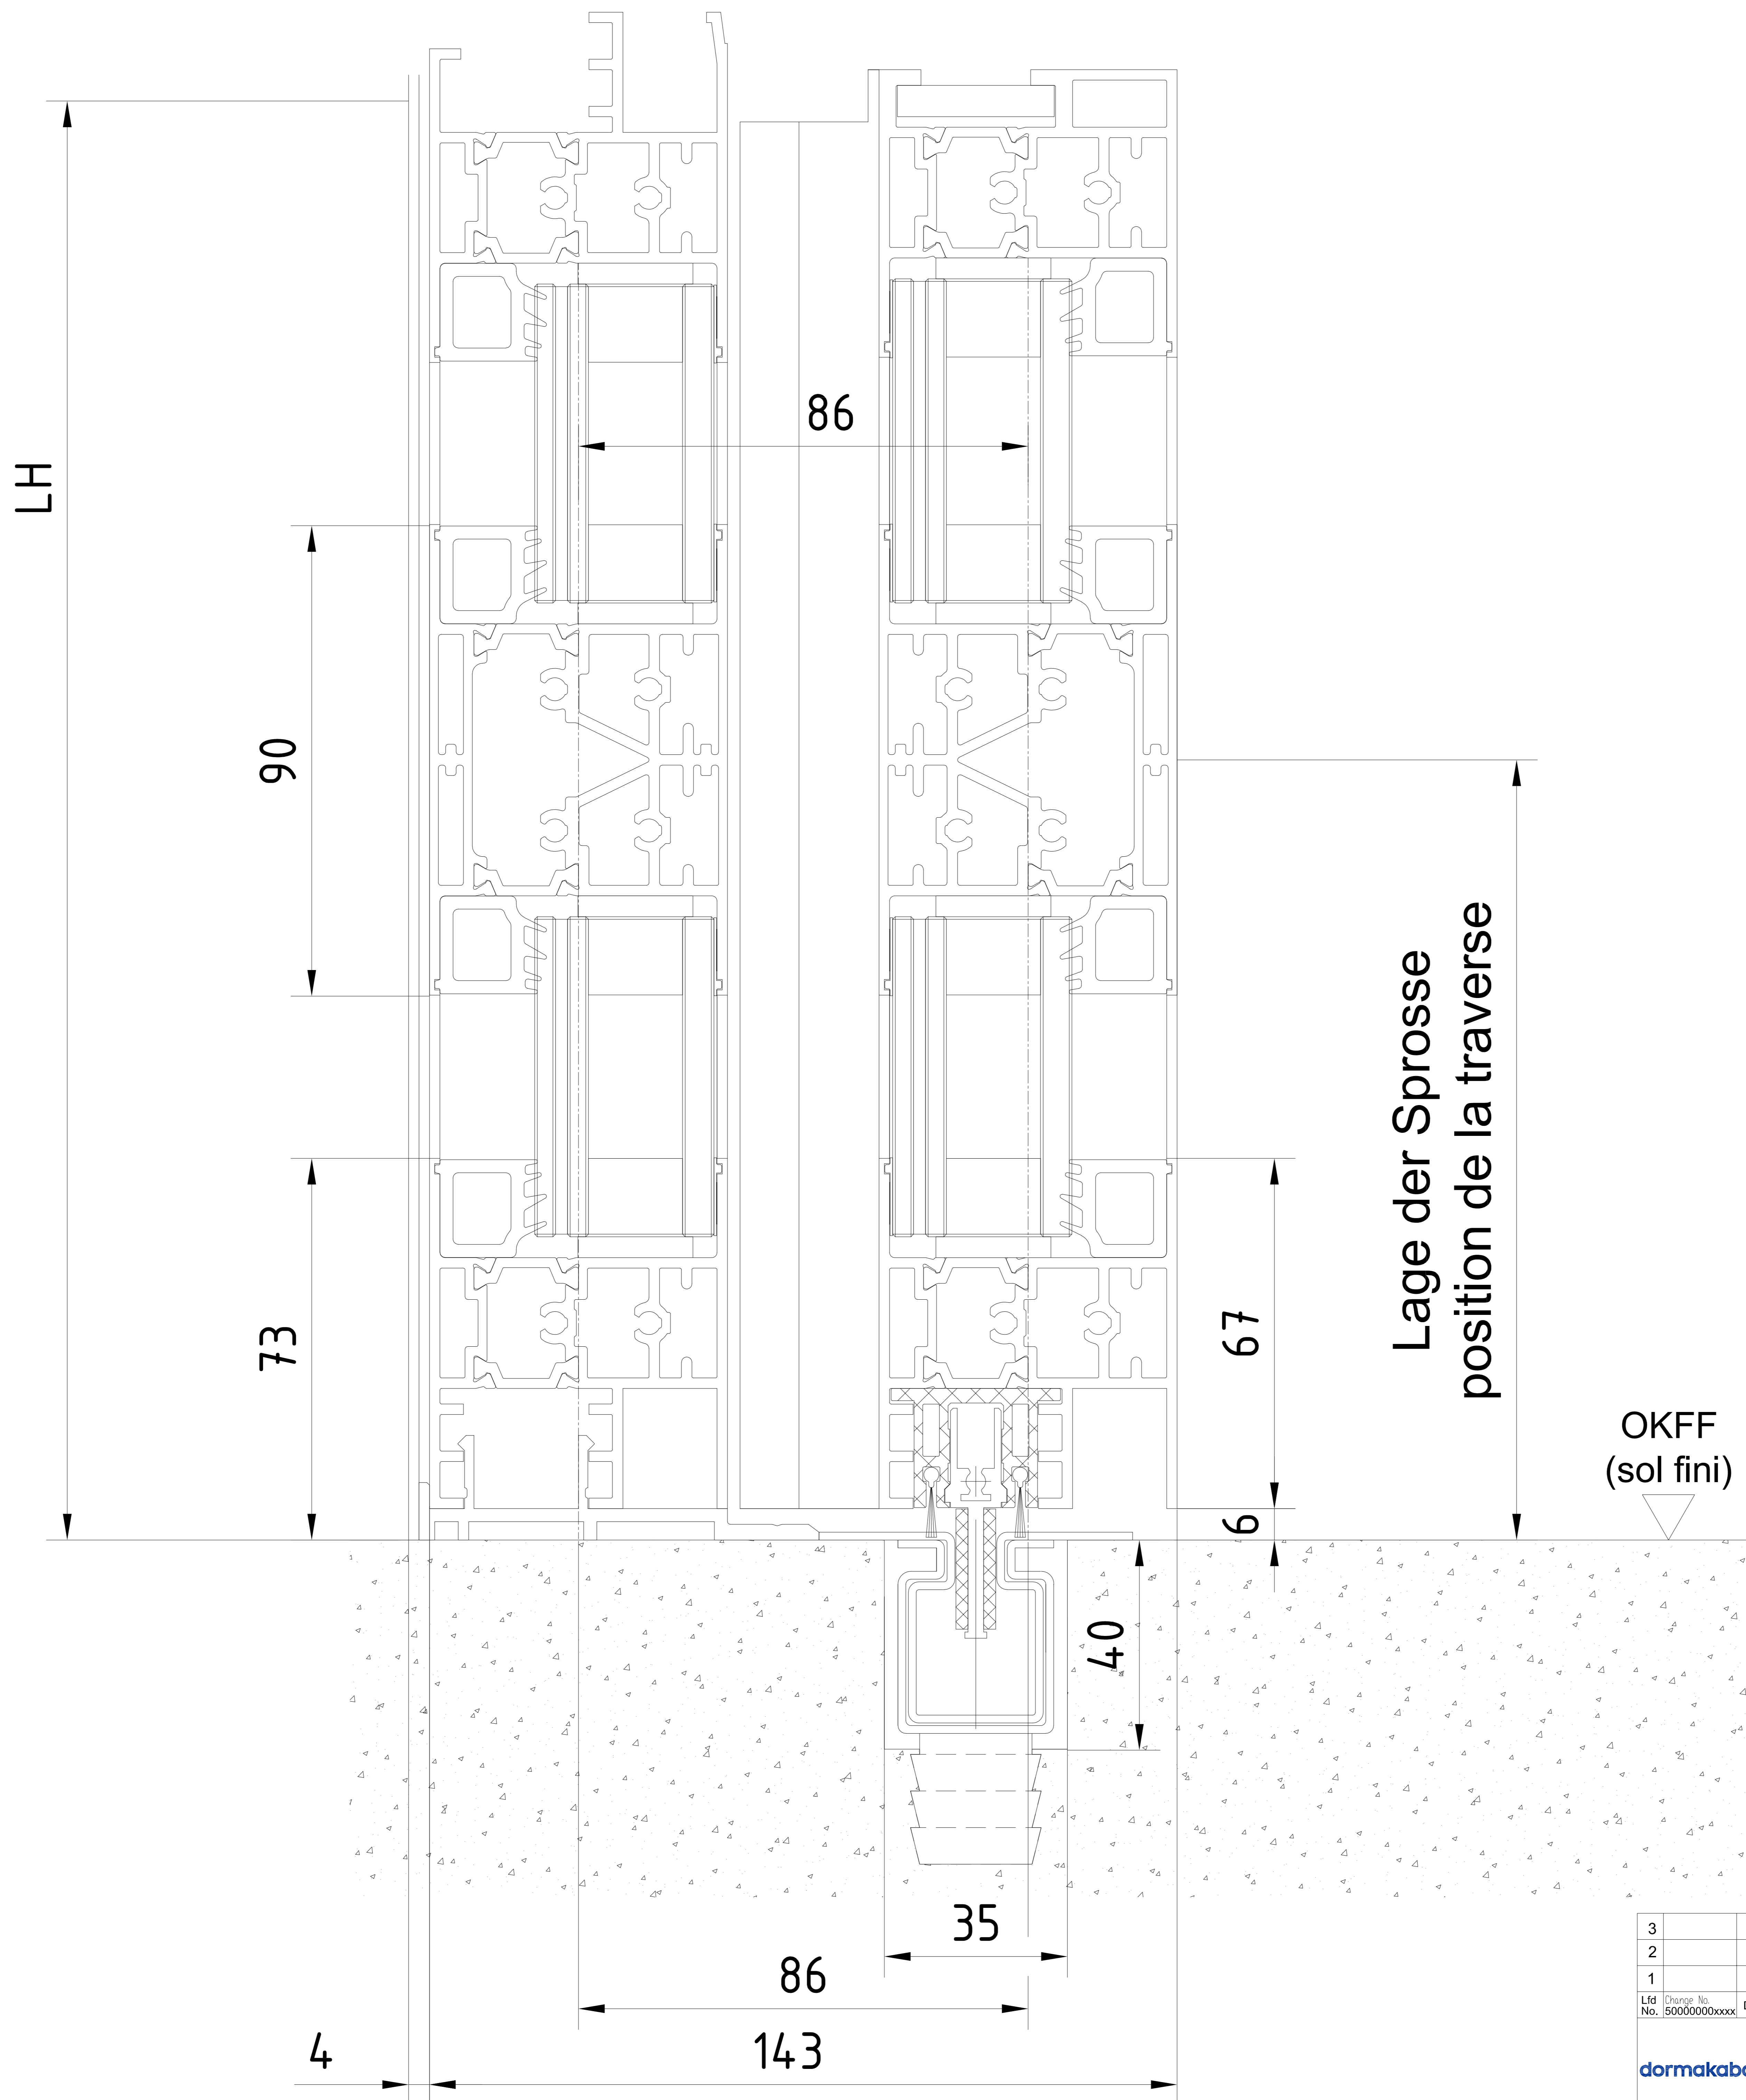 LH
86
90
73
Lage der Sprosse
position de la traverse
67
6
OKFF
(sol fini)
40
35
86
143
4
3
2
1
Lfd
No.
Change No.
50000000xxxx
dormakaba